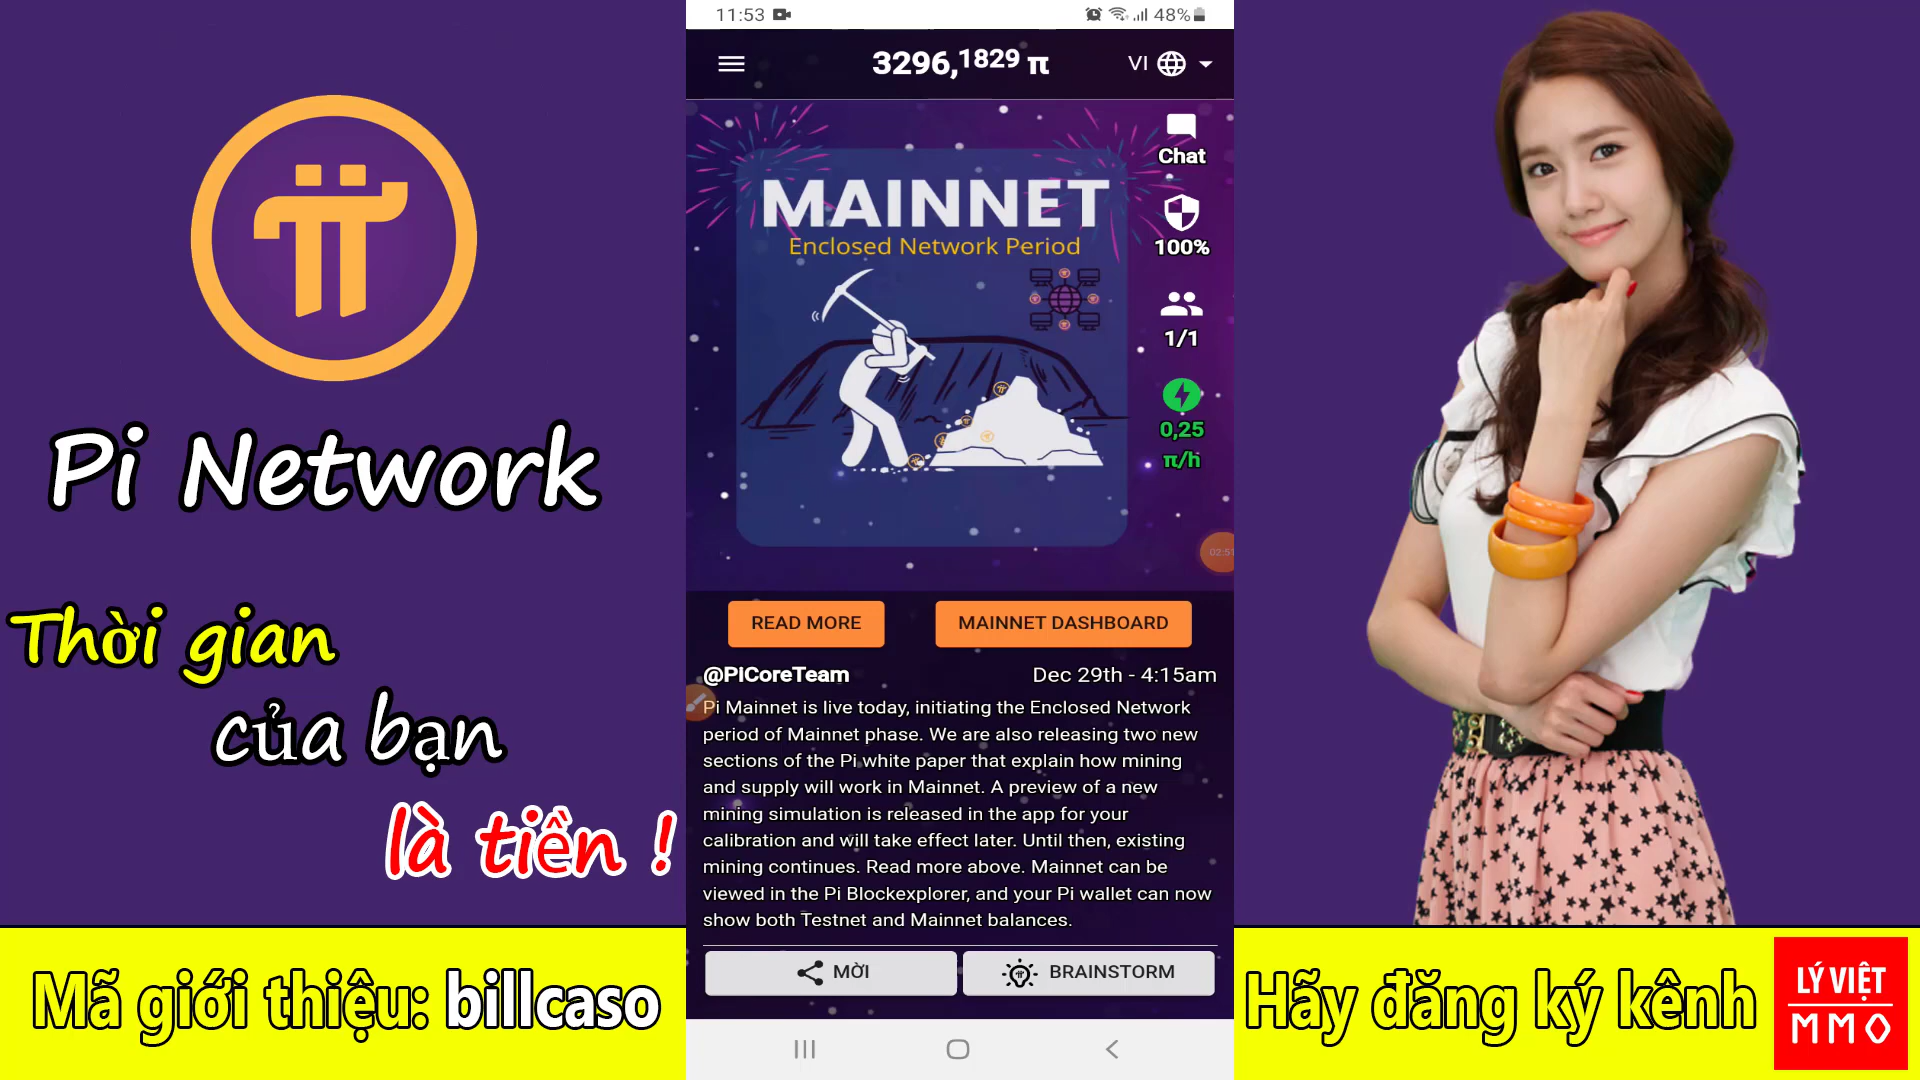 11:53
48%
3296,1829 π
VI
Chat
MAINNET
Enclosed Network Period
100%
1/1
0,25
π/h
02:51
READ MORE
MAINNET DASHBOARD
@PiCoreTeam
Dec 29th - 4:15am
Pi Mainnet is live today, initiating the Enclosed Network
period of Mainnet phase. We are also releasing two new
sections of the Pi white paper that explain how mining
and supply will work in Mainnet. A preview of a new
mining simulation is released in the app for your
calibration and will take effect later. Until then, existing
mining continues. Read more above. Mainnet can be
viewed in the Pi Blockexplorer, and your Pi wallet can now
show both Testnet and Mainnet balances.
MỜI
BRAINSTORM
Pi Network
Thời gian
của bạn
là tiền !
Mã giới thiệu: billcaso
Hãy đăng ký kênh
LÝ VIỆT
MMO